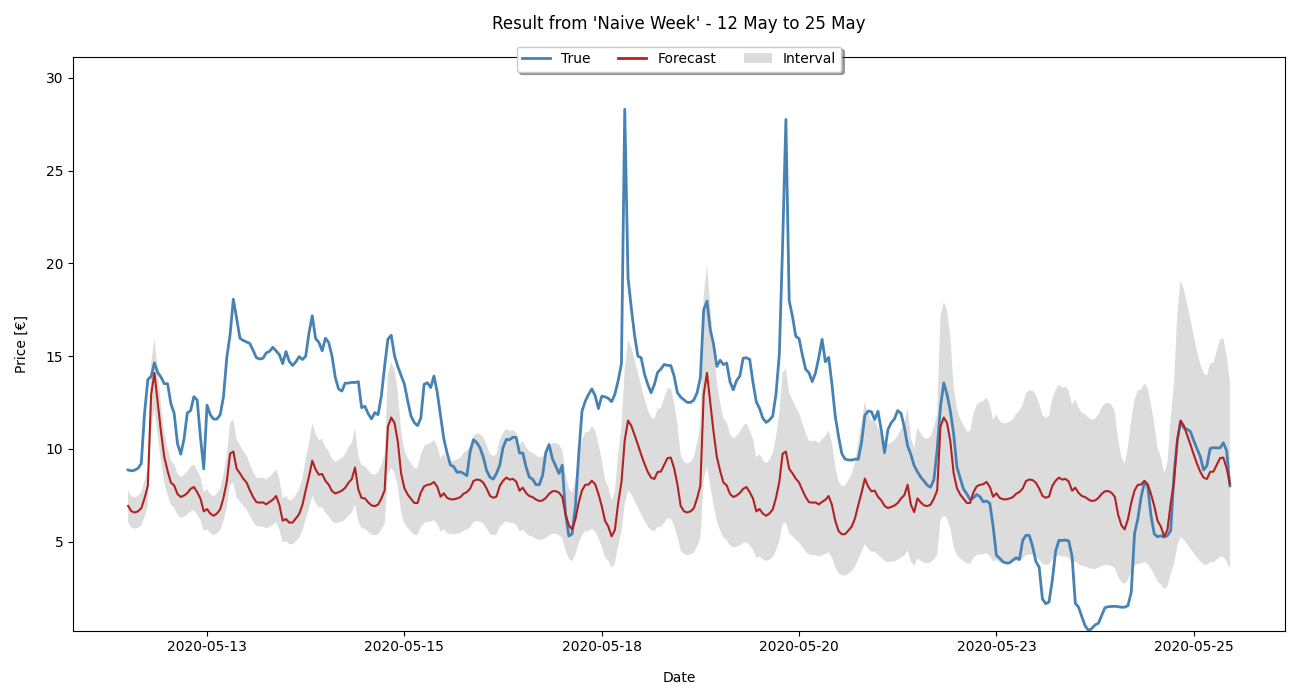 Result from 'Naive Week' - 12 May to 25 May
True Forecast Interval
30
25
20
15
10
5
Price [€]
2020-05-13 2020-05-15 2020-05-18 2020-05-20 2020-05-23 2020-05-25
Date